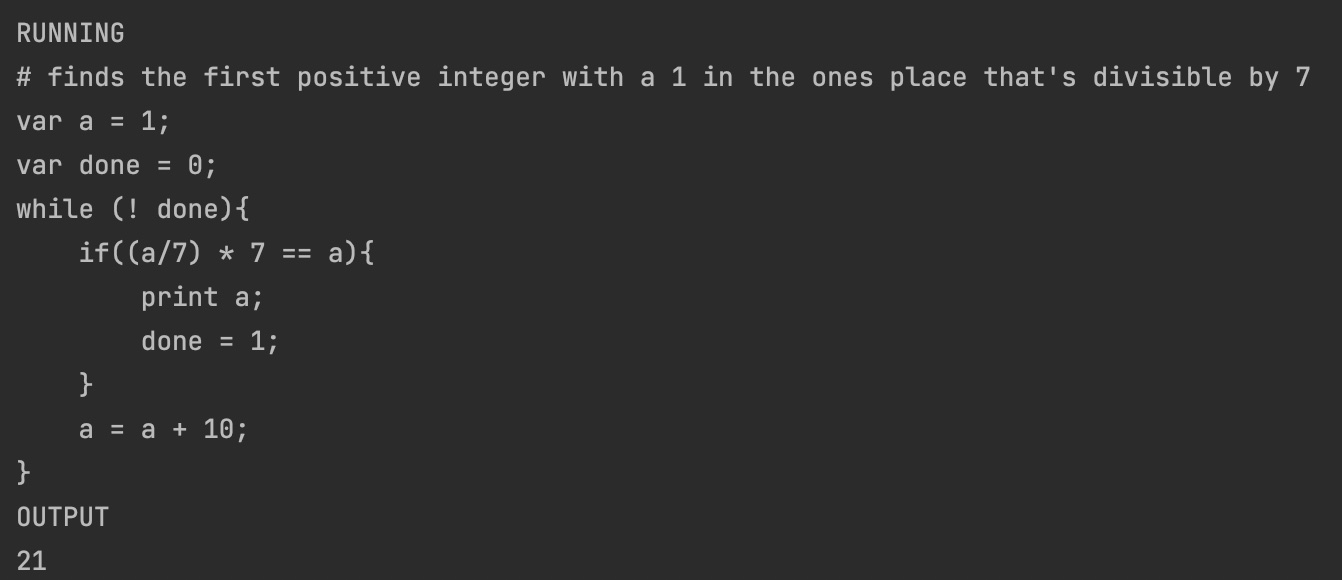 RUNNING
# finds the first positive integer with a 1 in the ones place that's divisible by 7
var a = 1;
var done = 0;
while (! done){
    if((a/7) * 7 == a){
        print a;
        done = 1;
    }
    a = a + 10;
}
OUTPUT
21